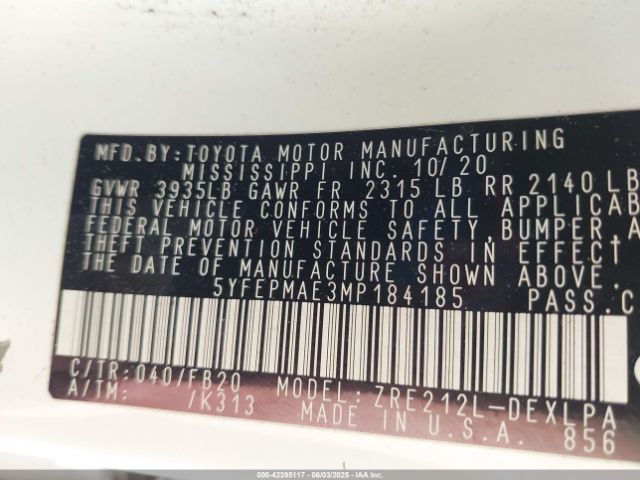 MFD.BY:TOYOTA MOTOR MANUFACTURING
MISSISSIPPI INC. 10/20
GVWR 3935LB GAWR FR 2315 LB RR 2140 LB
THIS VEHICLE CONFORMS TO ALL APPLICAB
FEDERAL MOTOR VEHICLE SAFETY, BUMPER A
THEFT PREVENTION STANDARDS IN EFFECT
THE DATE OF MANUFACTURE SHOWN ABOVE.
5YFEPMAE3MP184185 PASS.C
C/TR:040/FB20 MODEL:ZRE212L-DEXLPA
A/TM: /K313 MADE IN U.S.A. 856
000-42395117 - 06/03/2025 - IAA Inc.